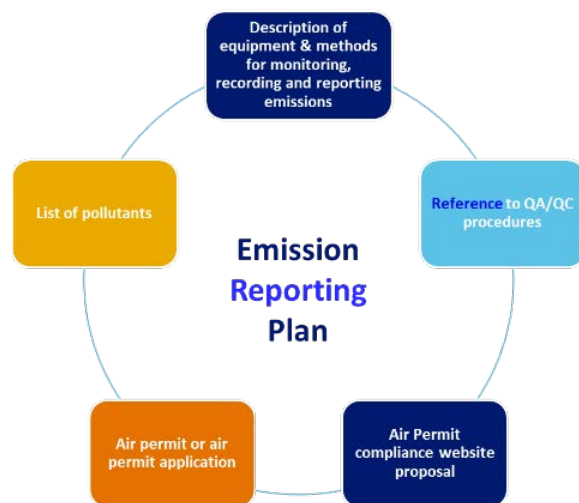 Description of
equipment & methods
for monitoring,
recording and reporting
emissions
List of pollutants
Reference to QA/QC
procedures
Emission
Reporting
Plan
Air permit or air
permit application
Air Permit
compliance website
proposal